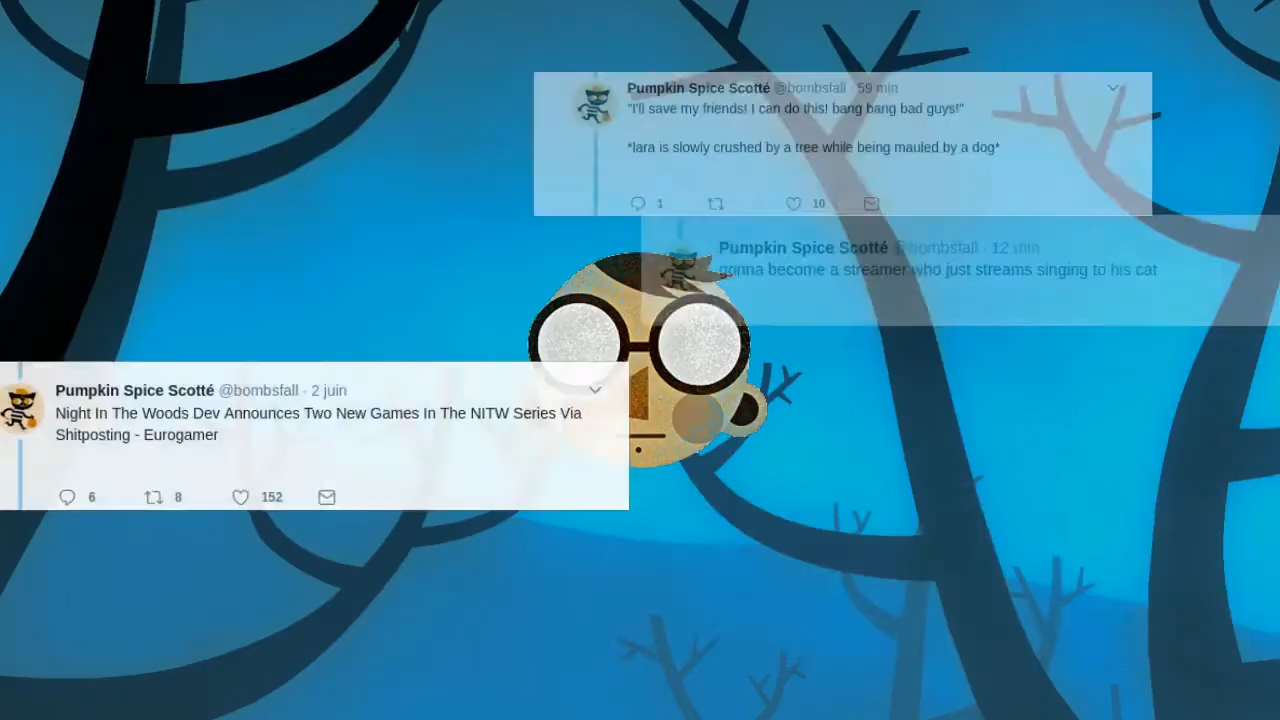 Pumpkin Spice Scotté @bombsfall · 59 min
"I'll save my friends! I can do this! bang bang bad guys!"
*lara is slowly crushed by a tree while being mauled by a dog*
1 10
Pumpkin Spice Scotté @bombsfall · 12 min
gonna become a streamer who just streams singing to his cat
Pumpkin Spice Scotté @bombsfall · 2 juin
Night In The Woods Dev Announces Two New Games In The NITW Series Via
Shitposting - Eurogamer
6 8 152